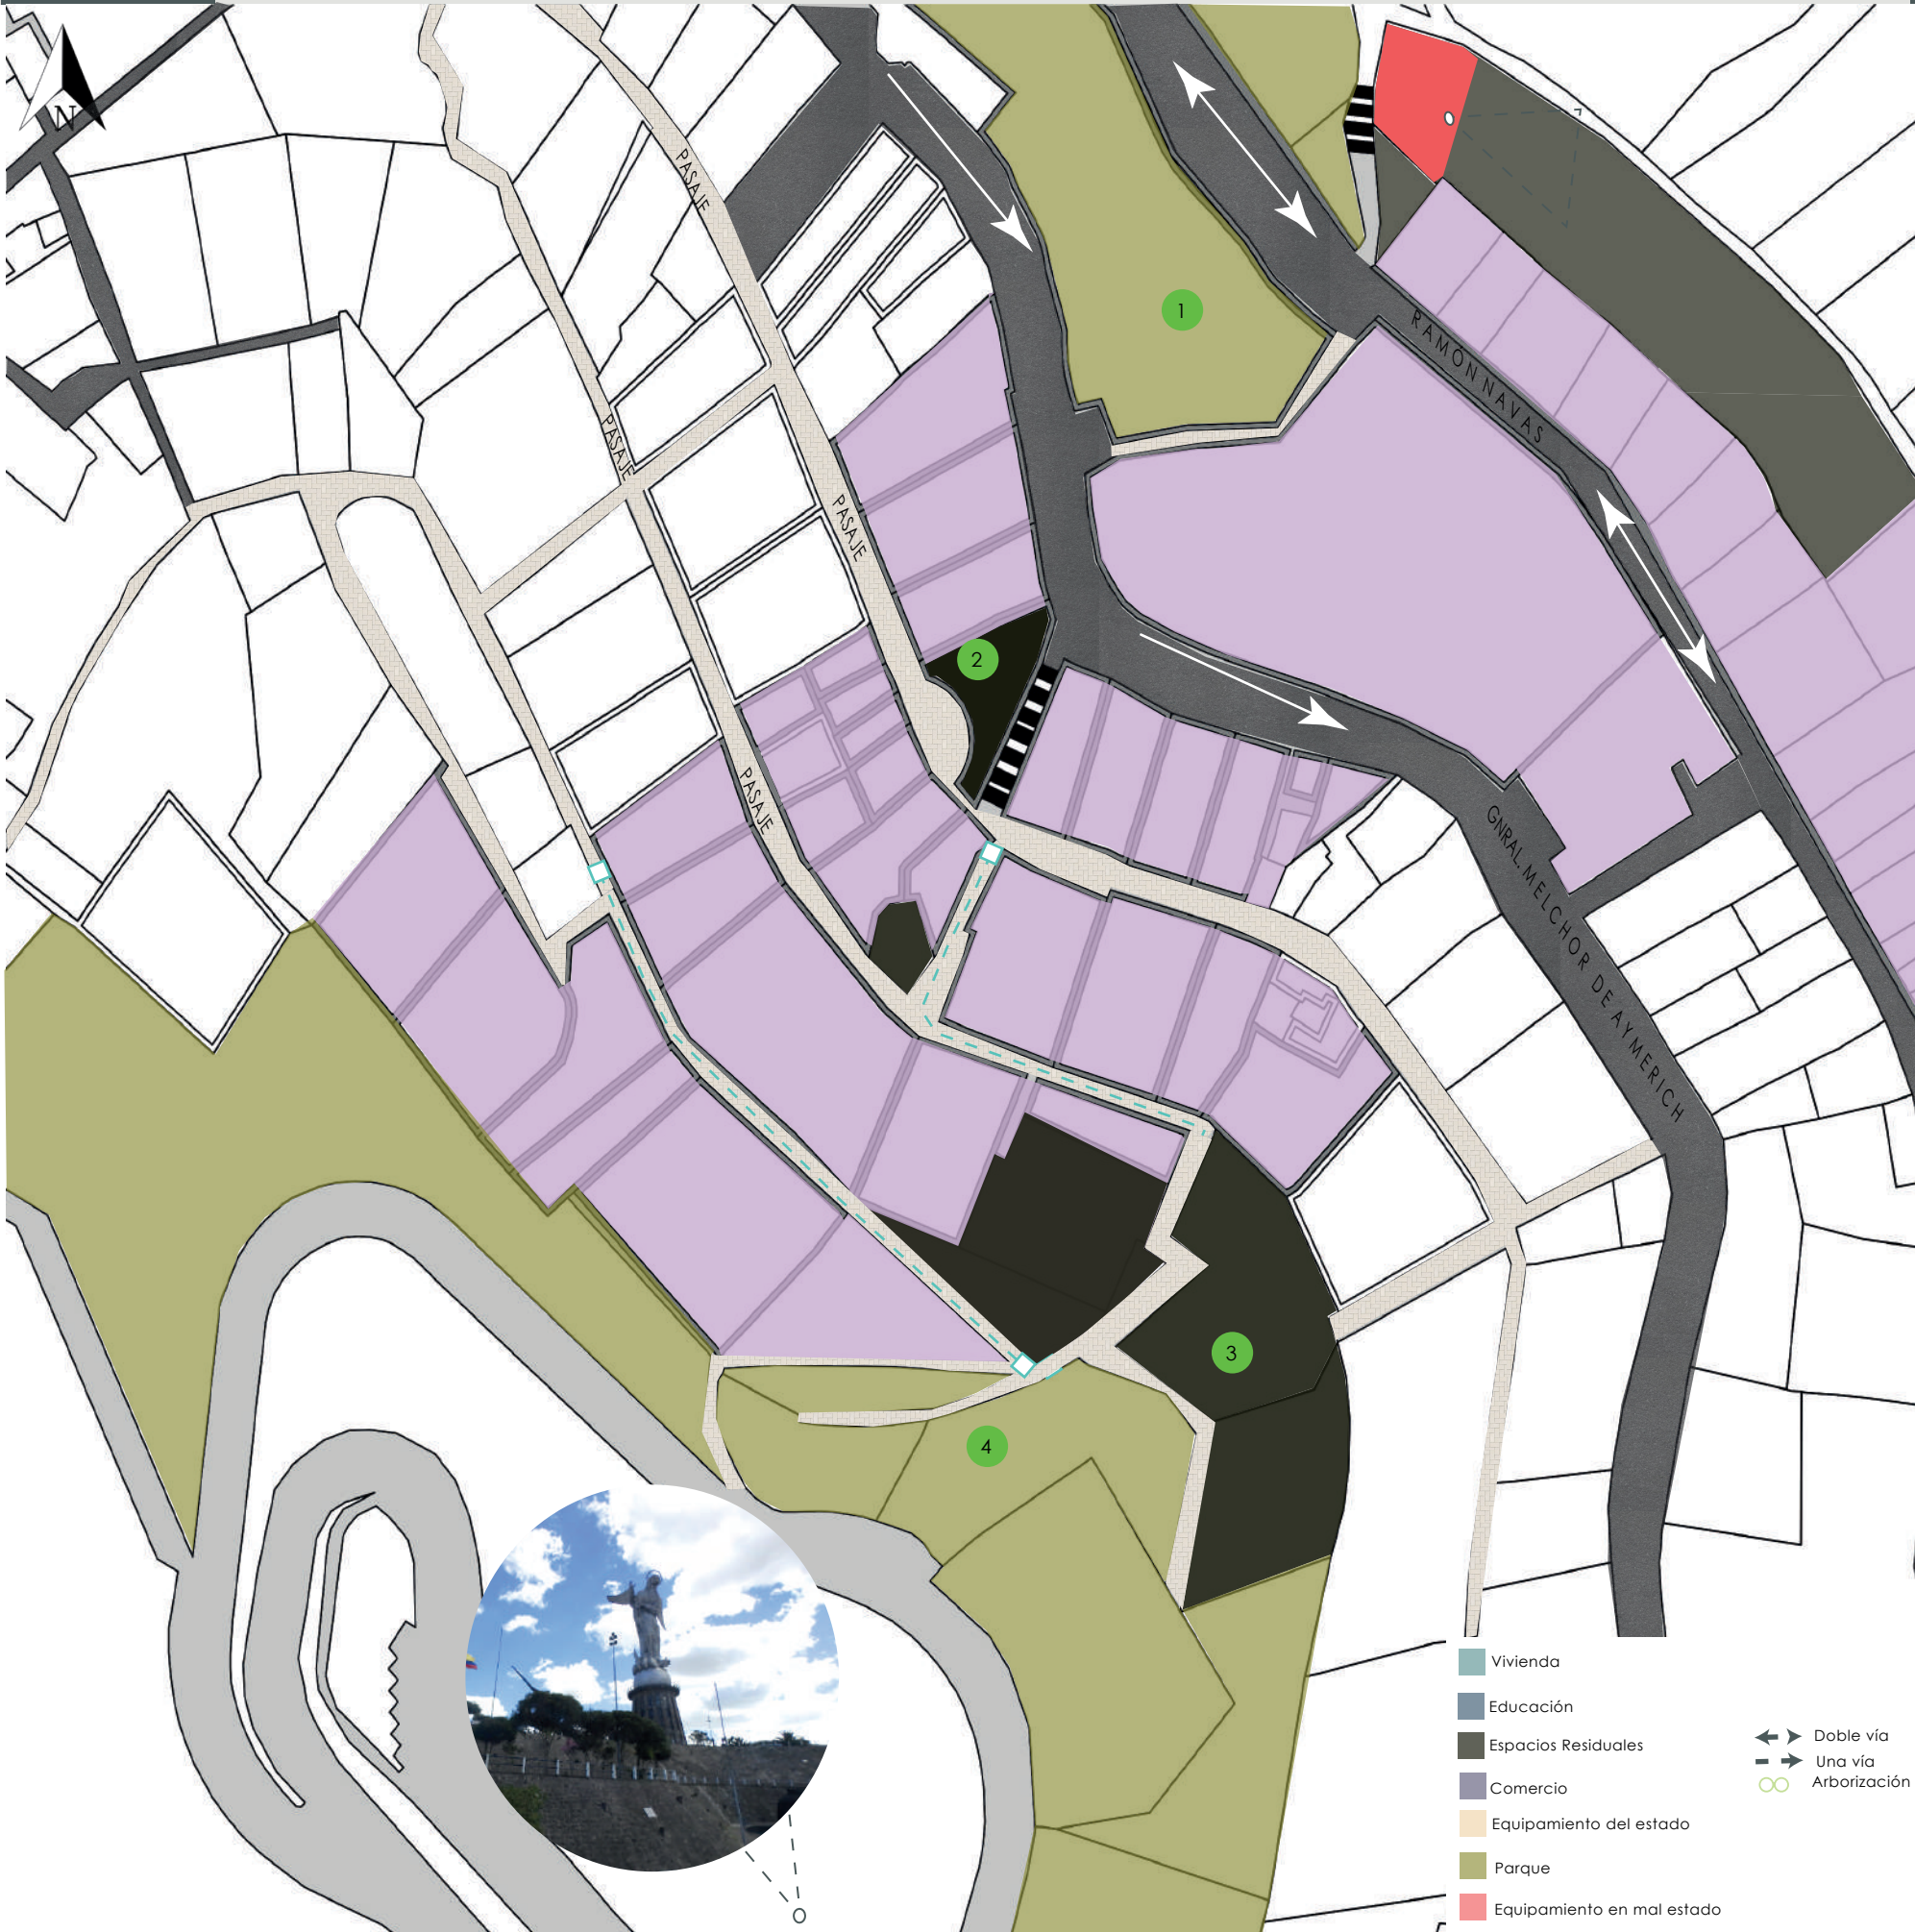 N
PASAJE
1
RAMÓN NAVAS
PASAJE
PASAJE
2
PASAJE
GNRAL.MELCHOR DE AYMERICH
3
4
Vivienda
Educación
Espacios Residuales
Comercio
Equipamiento del estado
Parque
Equipamiento en mal estado
Doble vía
Una vía
Arborización